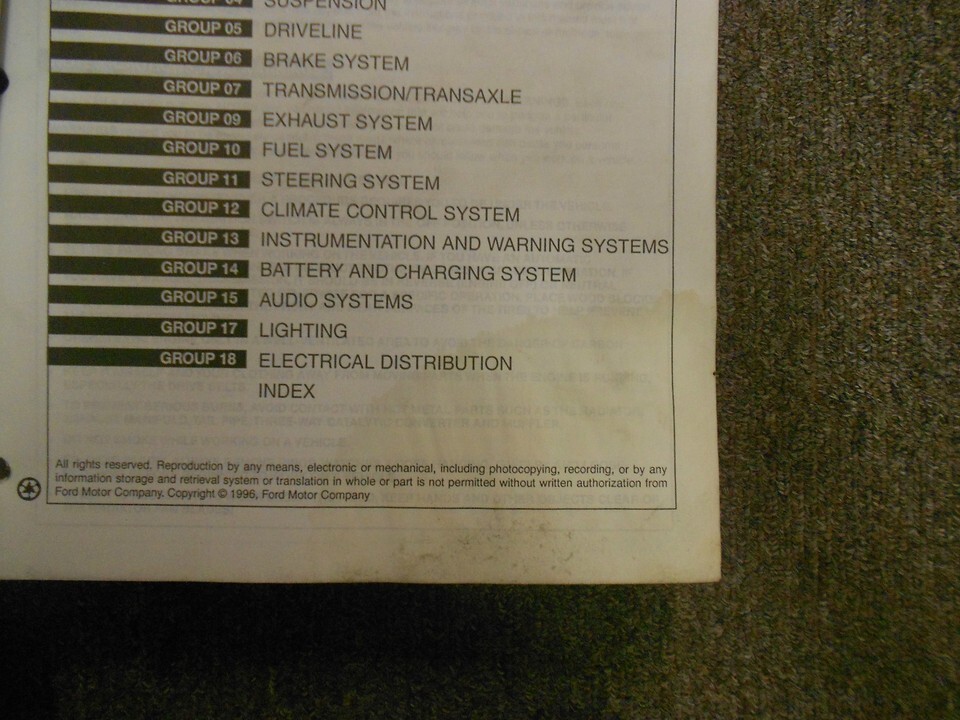 GROUP 04 SUSPENSION
GROUP 05 DRIVELINE
GROUP 06 BRAKE SYSTEM
GROUP 07 TRANSMISSION/TRANSAXLE
GROUP 09 EXHAUST SYSTEM
GROUP 10 FUEL SYSTEM
GROUP 11 STEERING SYSTEM
GROUP 12 CLIMATE CONTROL SYSTEM
GROUP 13 INSTRUMENTATION AND WARNING SYSTEMS
GROUP 14 BATTERY AND CHARGING SYSTEM
GROUP 15 AUDIO SYSTEMS
GROUP 17 LIGHTING
GROUP 18 ELECTRICAL DISTRIBUTION
INDEX
All rights reserved. Reproduction by any means, electronic or mechanical, including photocopying, recording, or by any
information storage and retrieval system or translation in whole or part is not permitted without written authorization from
Ford Motor Company. Copyright © 1996, Ford Motor Company